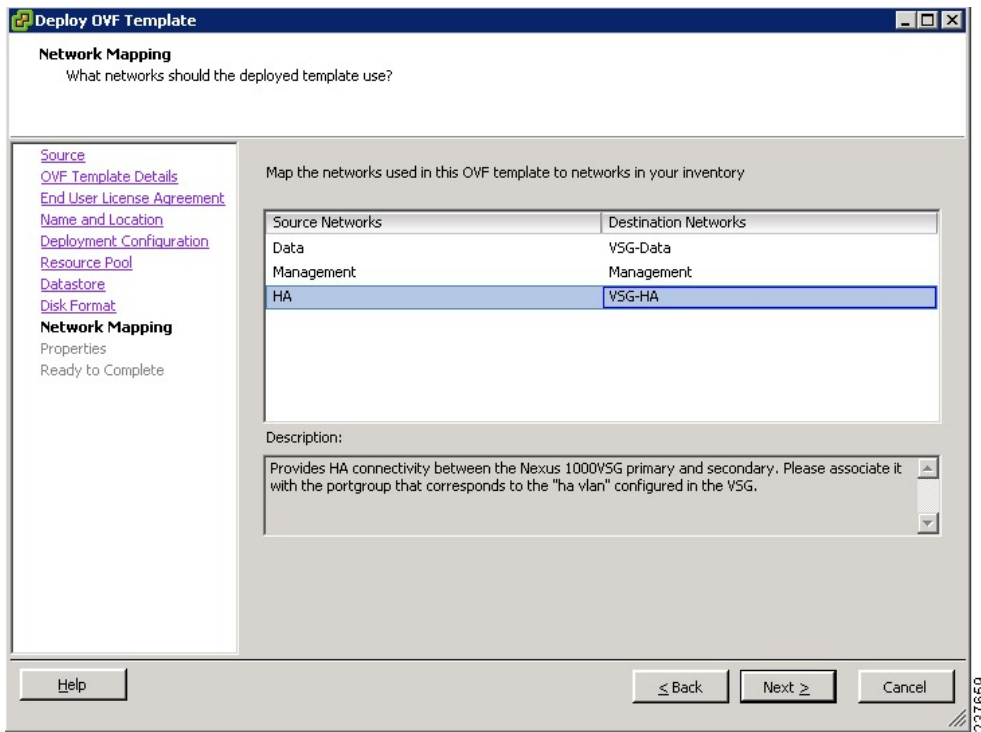 Deploy OVF Template
Network Mapping
What networks should the deployed template use?
Source
OVF Template Details
End User License Agreement
Name and Location
Deployment Configuration
Resource Pool
Datastore
Disk Format
Network Mapping
Properties
Ready to Complete
Map the networks used in this OVF template to networks in your inventory
Source Networks Destination Networks
Data VSG-Data
Management Management
HA VSG-HA
Description:
Provides HA connectivity between the Nexus 1000VSG primary and secondary. Please associate it
with the portgroup that corresponds to the "ha vlan" configured in the VSG.
Help
≤ Back
Next ≥
Cancel
237659